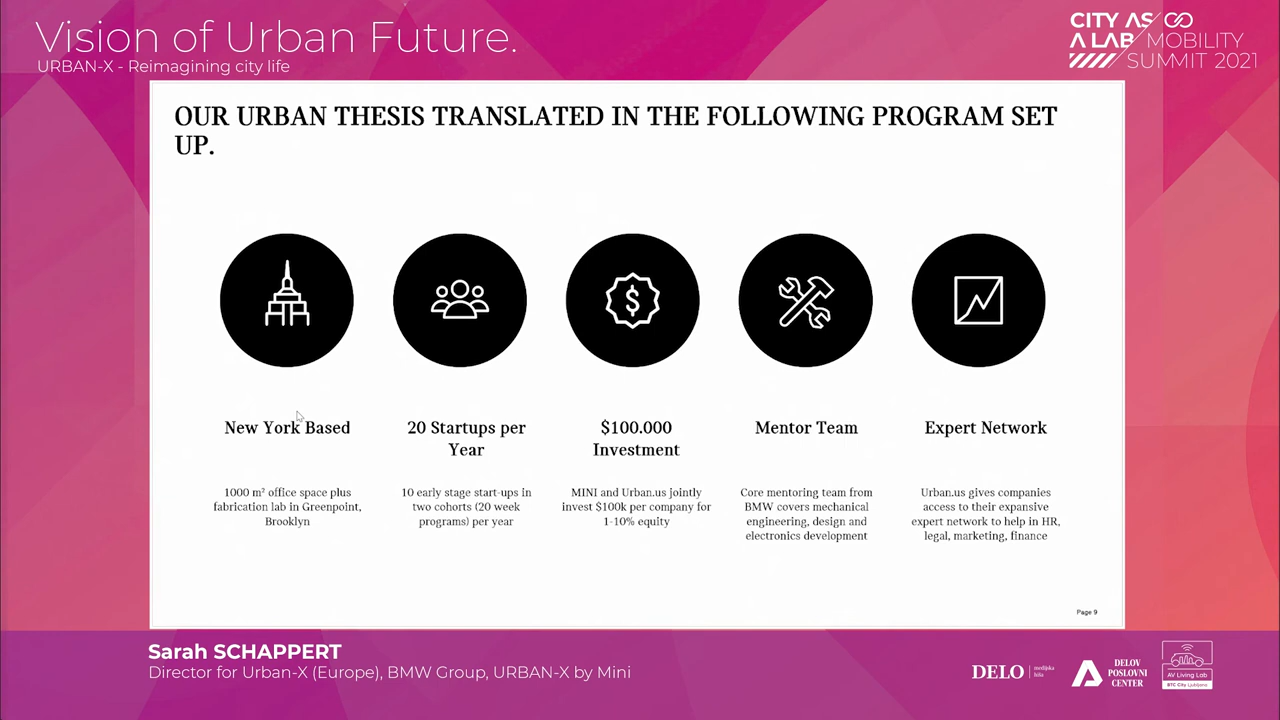 Vision of Urban Future.
URBAN-X - Reimagining city life
CITY AS
A LAB
MOBILITY
SUMMIT 2021
OUR URBAN THESIS TRANSLATED IN THE FOLLOWING PROGRAM SET
UP.
New York Based
1000 m² office space plus
fabrication lab in Greenpoint,
Brooklyn
20 Startups per
Year
10 early stage start-ups in
two cohorts (20 week
programs) per year
$
$100.000
Investment
MINI and Urban.us jointly
invest $100k per company for
1-10% equity
Mentor Team
Core mentoring team from
BMW covers mechanical
engineering, design and
electronics development
Expert Network
Urban.us gives companies
access to their expansive
expert network to help in HR,
legal, marketing, finance
Page 9
Sarah SCHAPPERT
Director for Urban-X (Europe), BMW Group, URBAN-X by Mini
DELO
medijska
hiša
DELOV
POSLOVNI
CENTER
AV Living Lab
BTC City Ljubljana